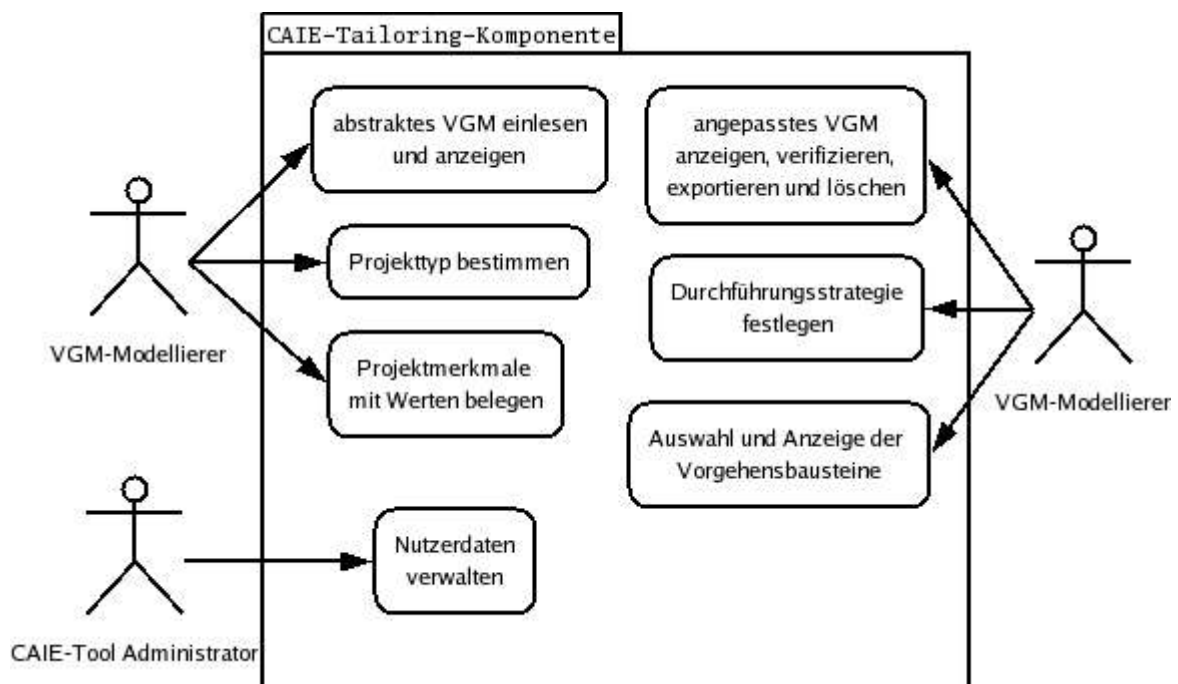 CAIE-Tailoring-Komponente
abstraktes VGM einlesen
und anzeigen
angepasstes VGM
anzeigen, verifizieren,
exportieren und löschen
Projekttyp bestimmen
Durchführungsstrategie
festlegen
VGM-Modellierer
Projektmerkmale
mit Werten belegen
VGM-Modellierer
Auswahl und Anzeige der
Vorgehensbausteine
Nutzerdaten
verwalten
CAIE-Tool Administrator